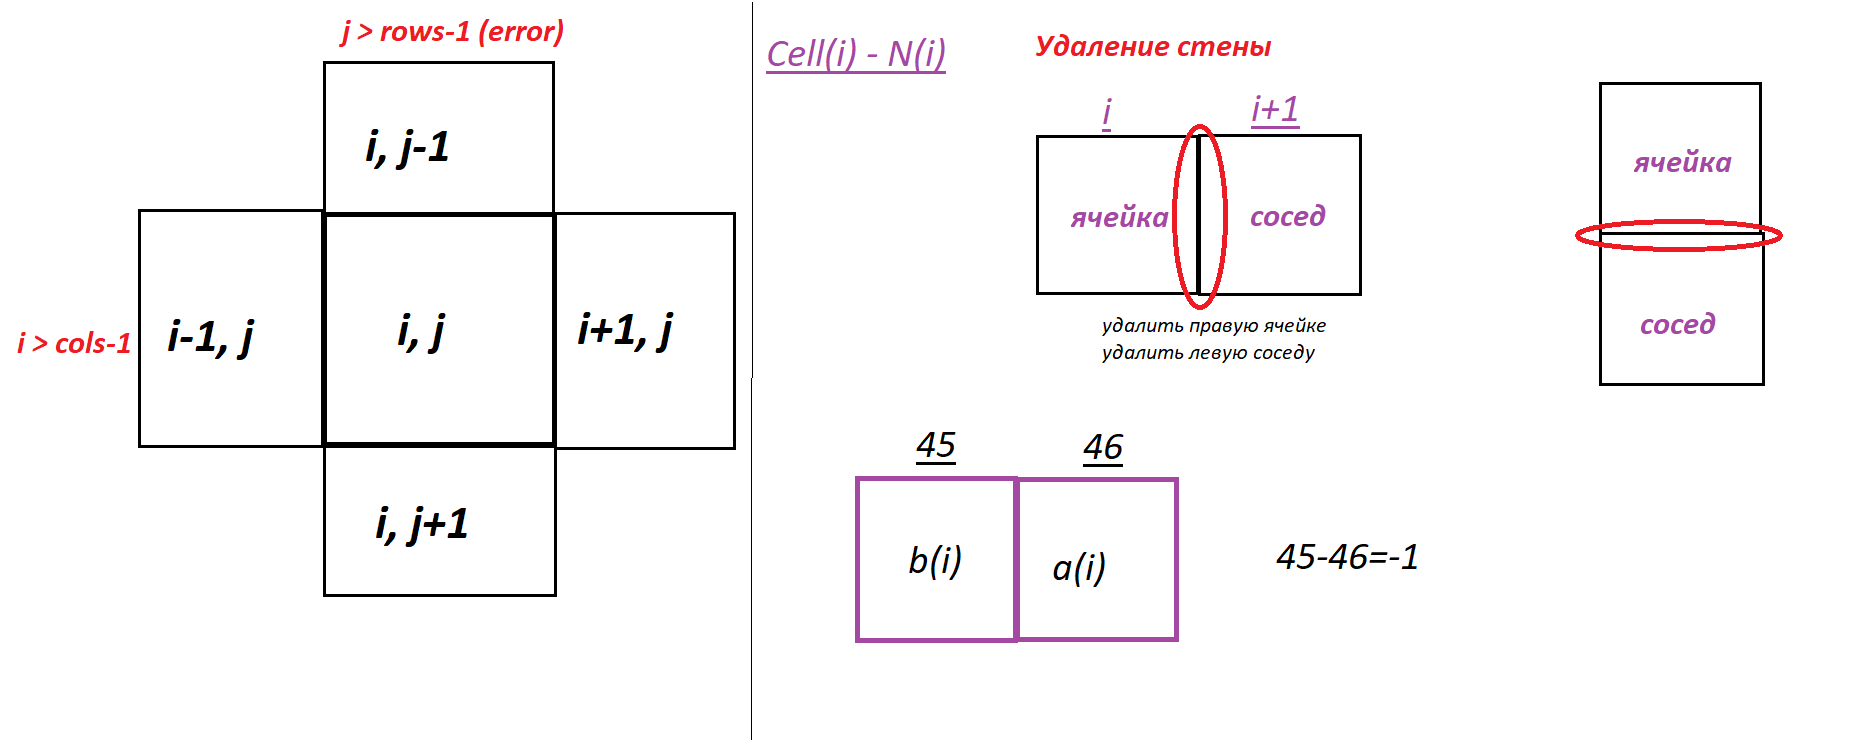 j > rows-1 (error)
i, j-1
i > cols-1
i-1, j
i, j
i+1, j
i, j+1
Cell(i) - N(i)
Удаление стены
i
i+1
ячейка
сосед
удалить правую ячейке
удалить левую соседу
ячейка
сосед
45
46
b(i)
a(i)
45-46=-1